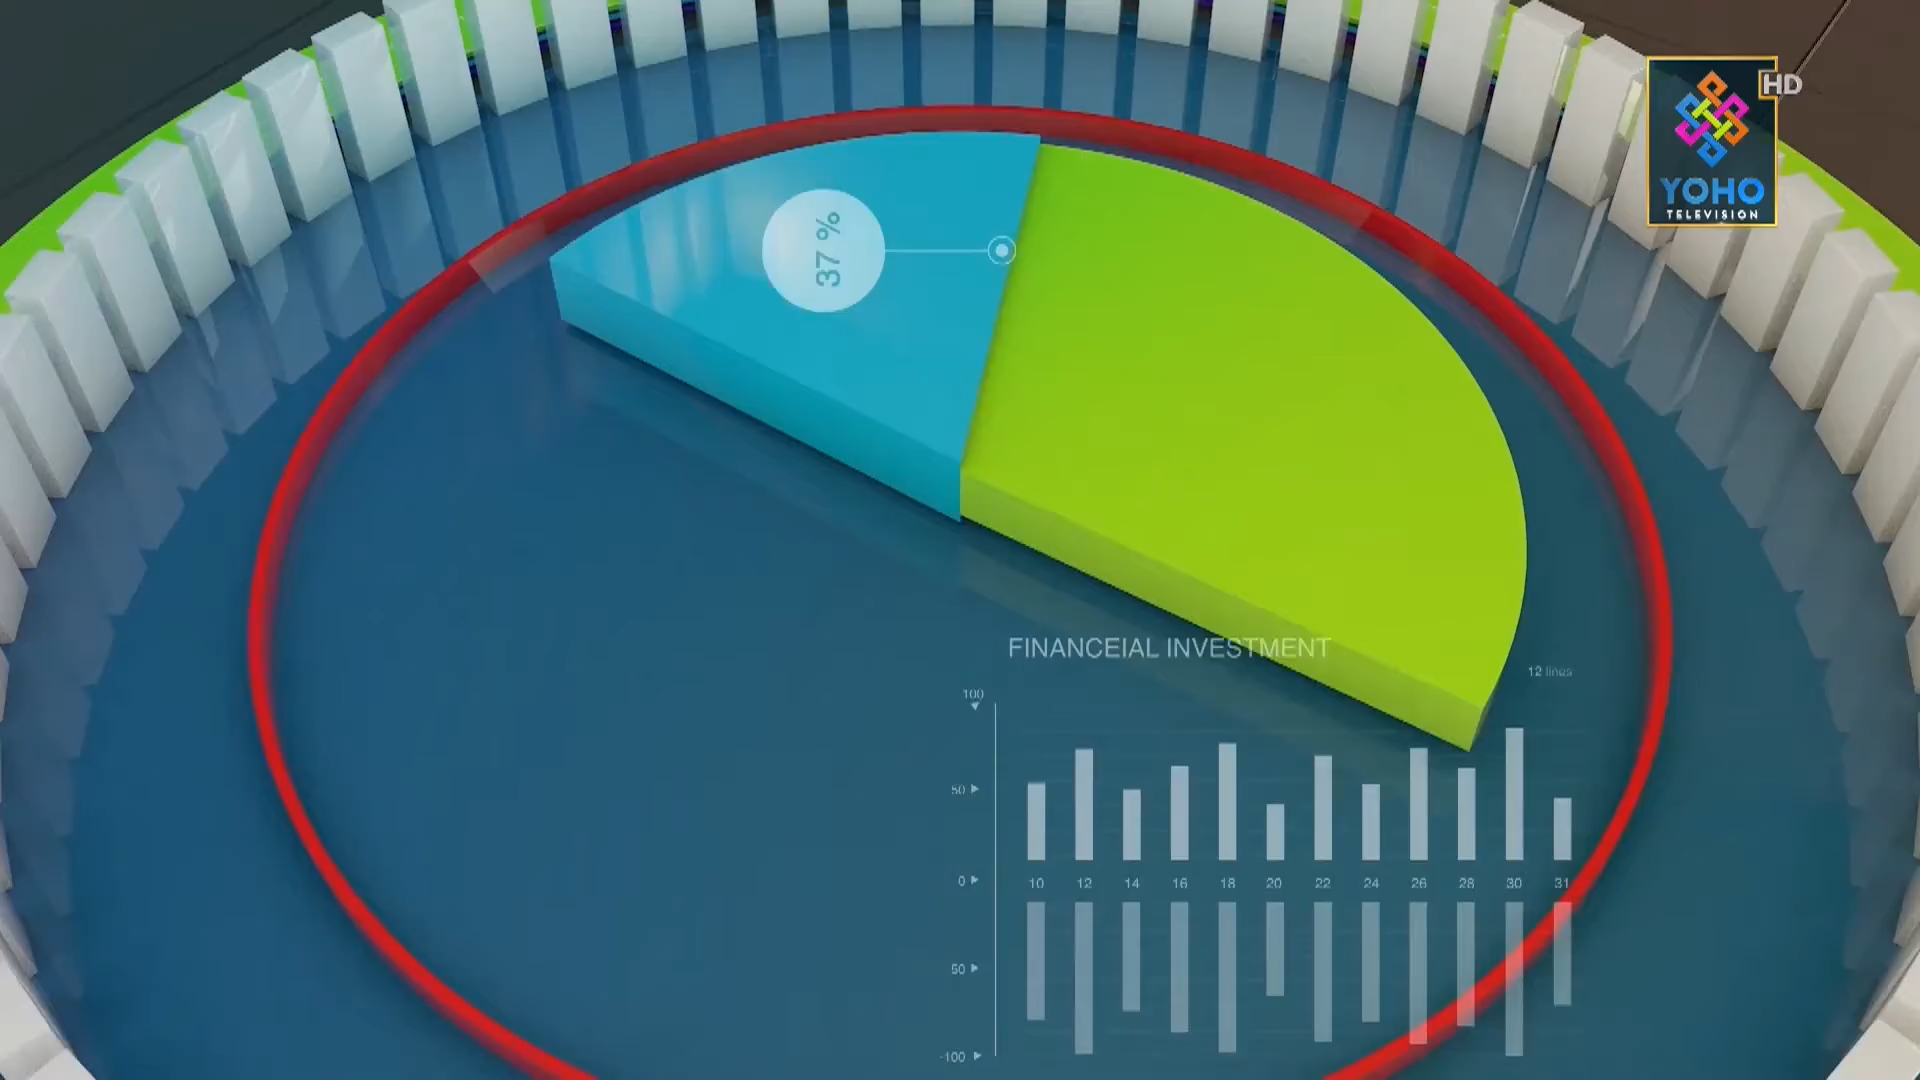 HD
YOHO
TELEVISION
37 %
FINANCEIAL INVESTMENT
12 lines
100
50
0
10 12 14 16 18 20 22 24 26 28 30 31
50
-100